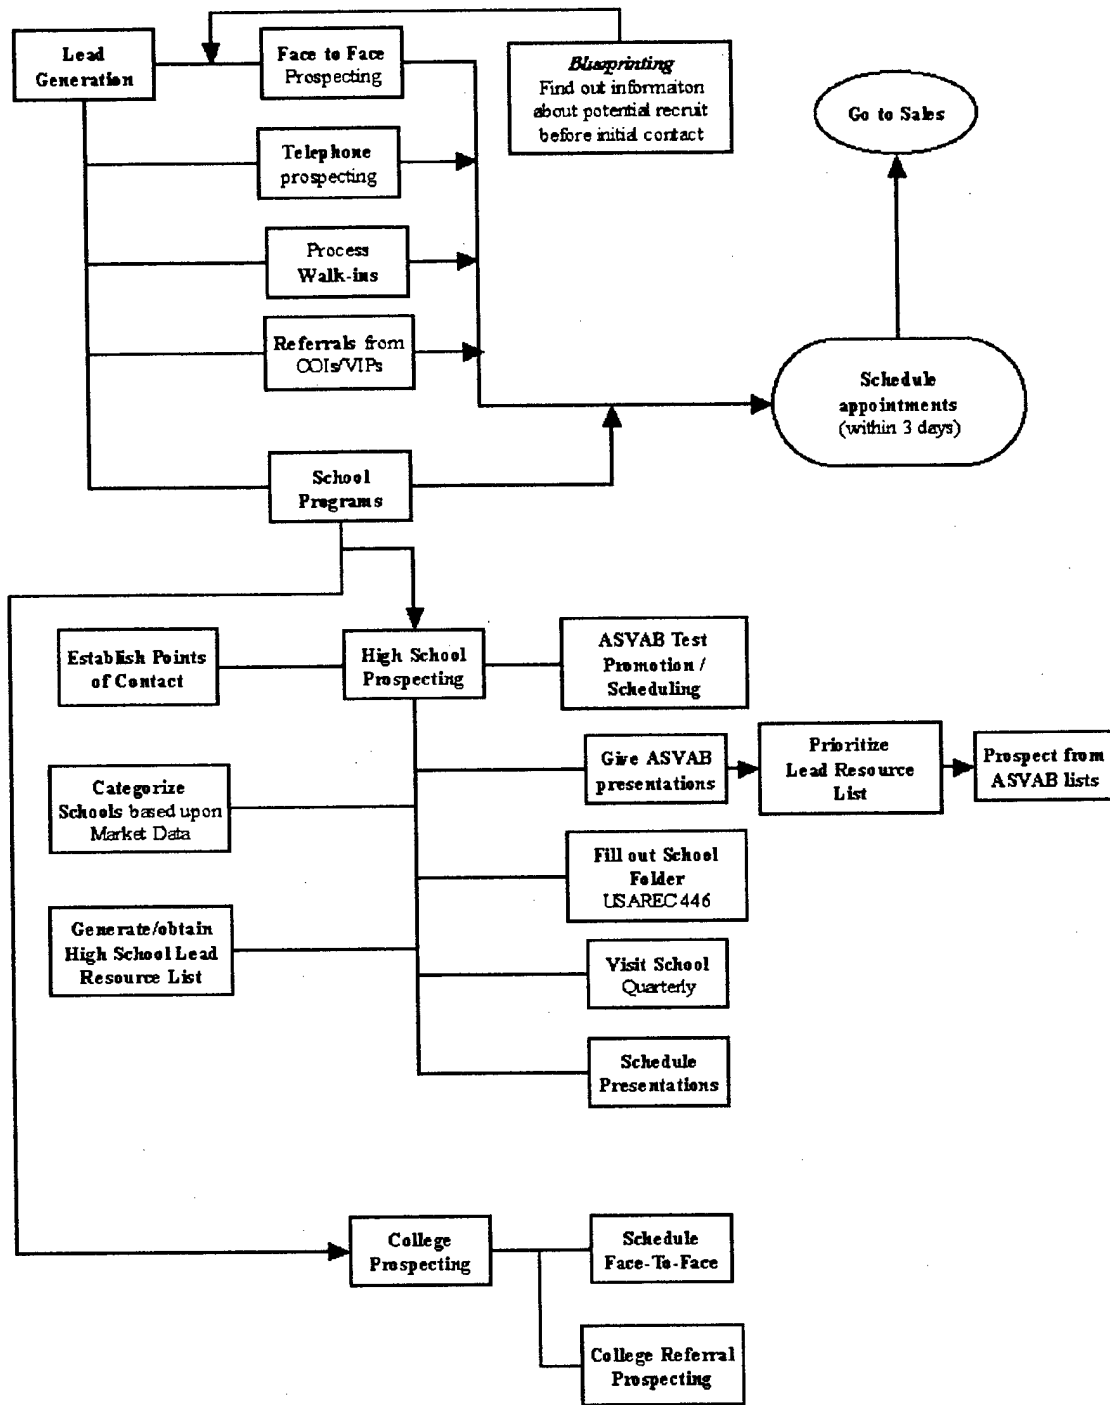 Lead
Generation
Face to Face
Prospecting
Blueprinting
Find out informaiton
about potential recruit
before initial contact
Go to Sales
Telephone
prospecting
Process
Walk-ins
Referrals from
COIs/VIPs
Schedule
appointments
(within 3 days)
School
Programs
Establish Points
of Contact
High School
Prospecting
ASVAB Test
Promotion /
Scheduling
Give ASVAB
presentations
Prioritize
Lead Resource
List
Prospect from
ASVAB lists
Categorize
Schools based upon
Market Data
Fill out School
Folder
USAREC 446
Generate/obtain
High School Lead
Resource List
Visit School
Quarterly
Schedule
Presentations
College
Prospecting
Schedule
Face-To-Face
College Referral
Prospecting